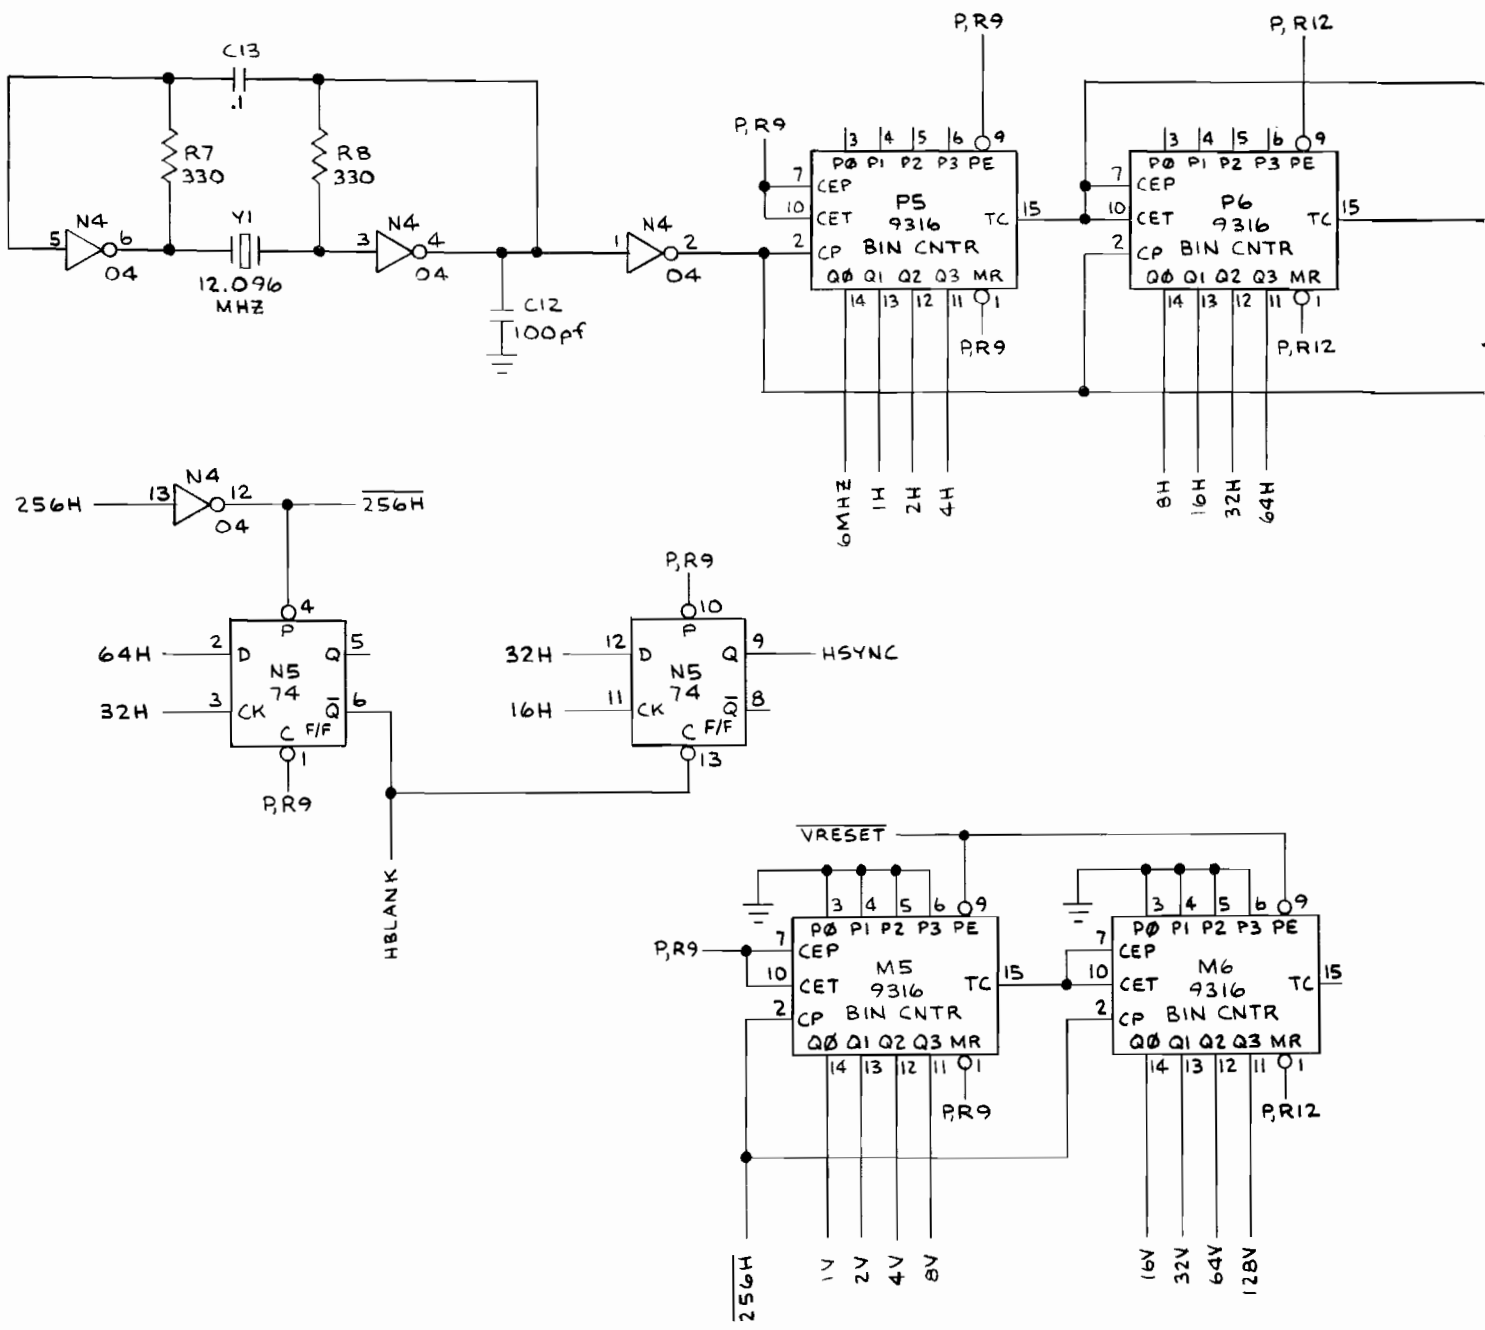 C13
.1
R7
330
R8
330
N4
5
6
04
Y1
12.096
MHZ
N4
3
4
04
C12
100pf
N4
1
2
04
P,R9
P,R9
3 4 5 6 9
PØ P1 P2 P3 PE
7 CEP
10 CET
2 CP
P5
9316
BIN CNTR
TC 15
QØ Q1 Q2 Q3 MR
14 13 12 11 1
P,R9
6MHZ
1H
2H
4H
P,R12
3 4 5 6 9
PØ P1 P2 P3 PE
7 CEP
10 CET
2 CP
P6
9316
BIN CNTR
TC 15
QØ Q1 Q2 Q3 MR
14 13 12 11 1
P,R12
8H
16H
32H
64H
N4
256H 13 12 256H
04
4
P
64H 2 D Q 5
N5
74
32H 3 CK Q 6
C F/F
1
P,R9
HBLANK
P,R9
10
P
32H 12 D Q 9 HSYNC
N5
74
16H 11 CK Q 8
C F/F
13
VRESET
3 4 5 6 9
PØ P1 P2 P3 PE
P,R9 7 CEP
10 CET
2 CP
M5
9316
BIN CNTR
TC 15
QØ Q1 Q2 Q3 MR
14 13 12 11 1
P,R9
256H
1V
2V
4V
8V
3 4 5 6 9
PØ P1 P2 P3 PE
7 CEP
10 CET
2 CP
M6
9316
BIN CNTR
TC 15
QØ Q1 Q2 Q3 MR
14 13 12 11 1
P,R12
16V
32V
64V
128V